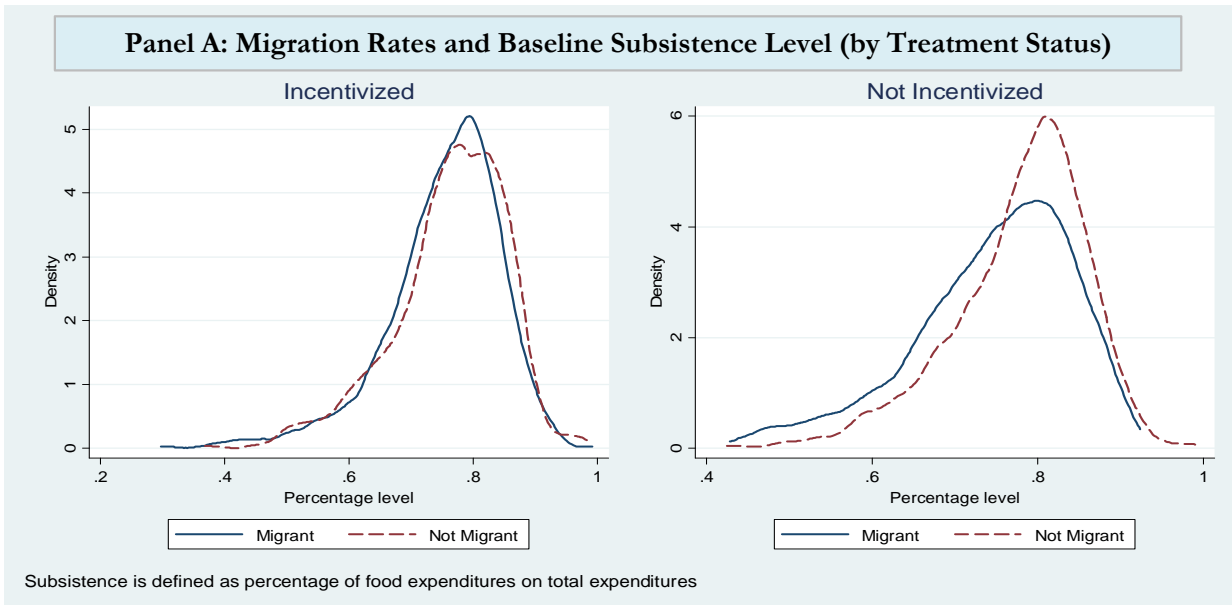 Panel A: Migration Rates and Baseline Subsistence Level (by Treatment Status)
Incentivized
Density
5
4
3
2
1
0
.2
.4
.6
.8
1
Percentage level
Migrant
Not Migrant
Not Incentivized
Density
6
4
2
0
.4
.6
.8
1
Percentage level
Migrant
Not Migrant
Subsistence is defined as percentage of food expenditures on total expenditures